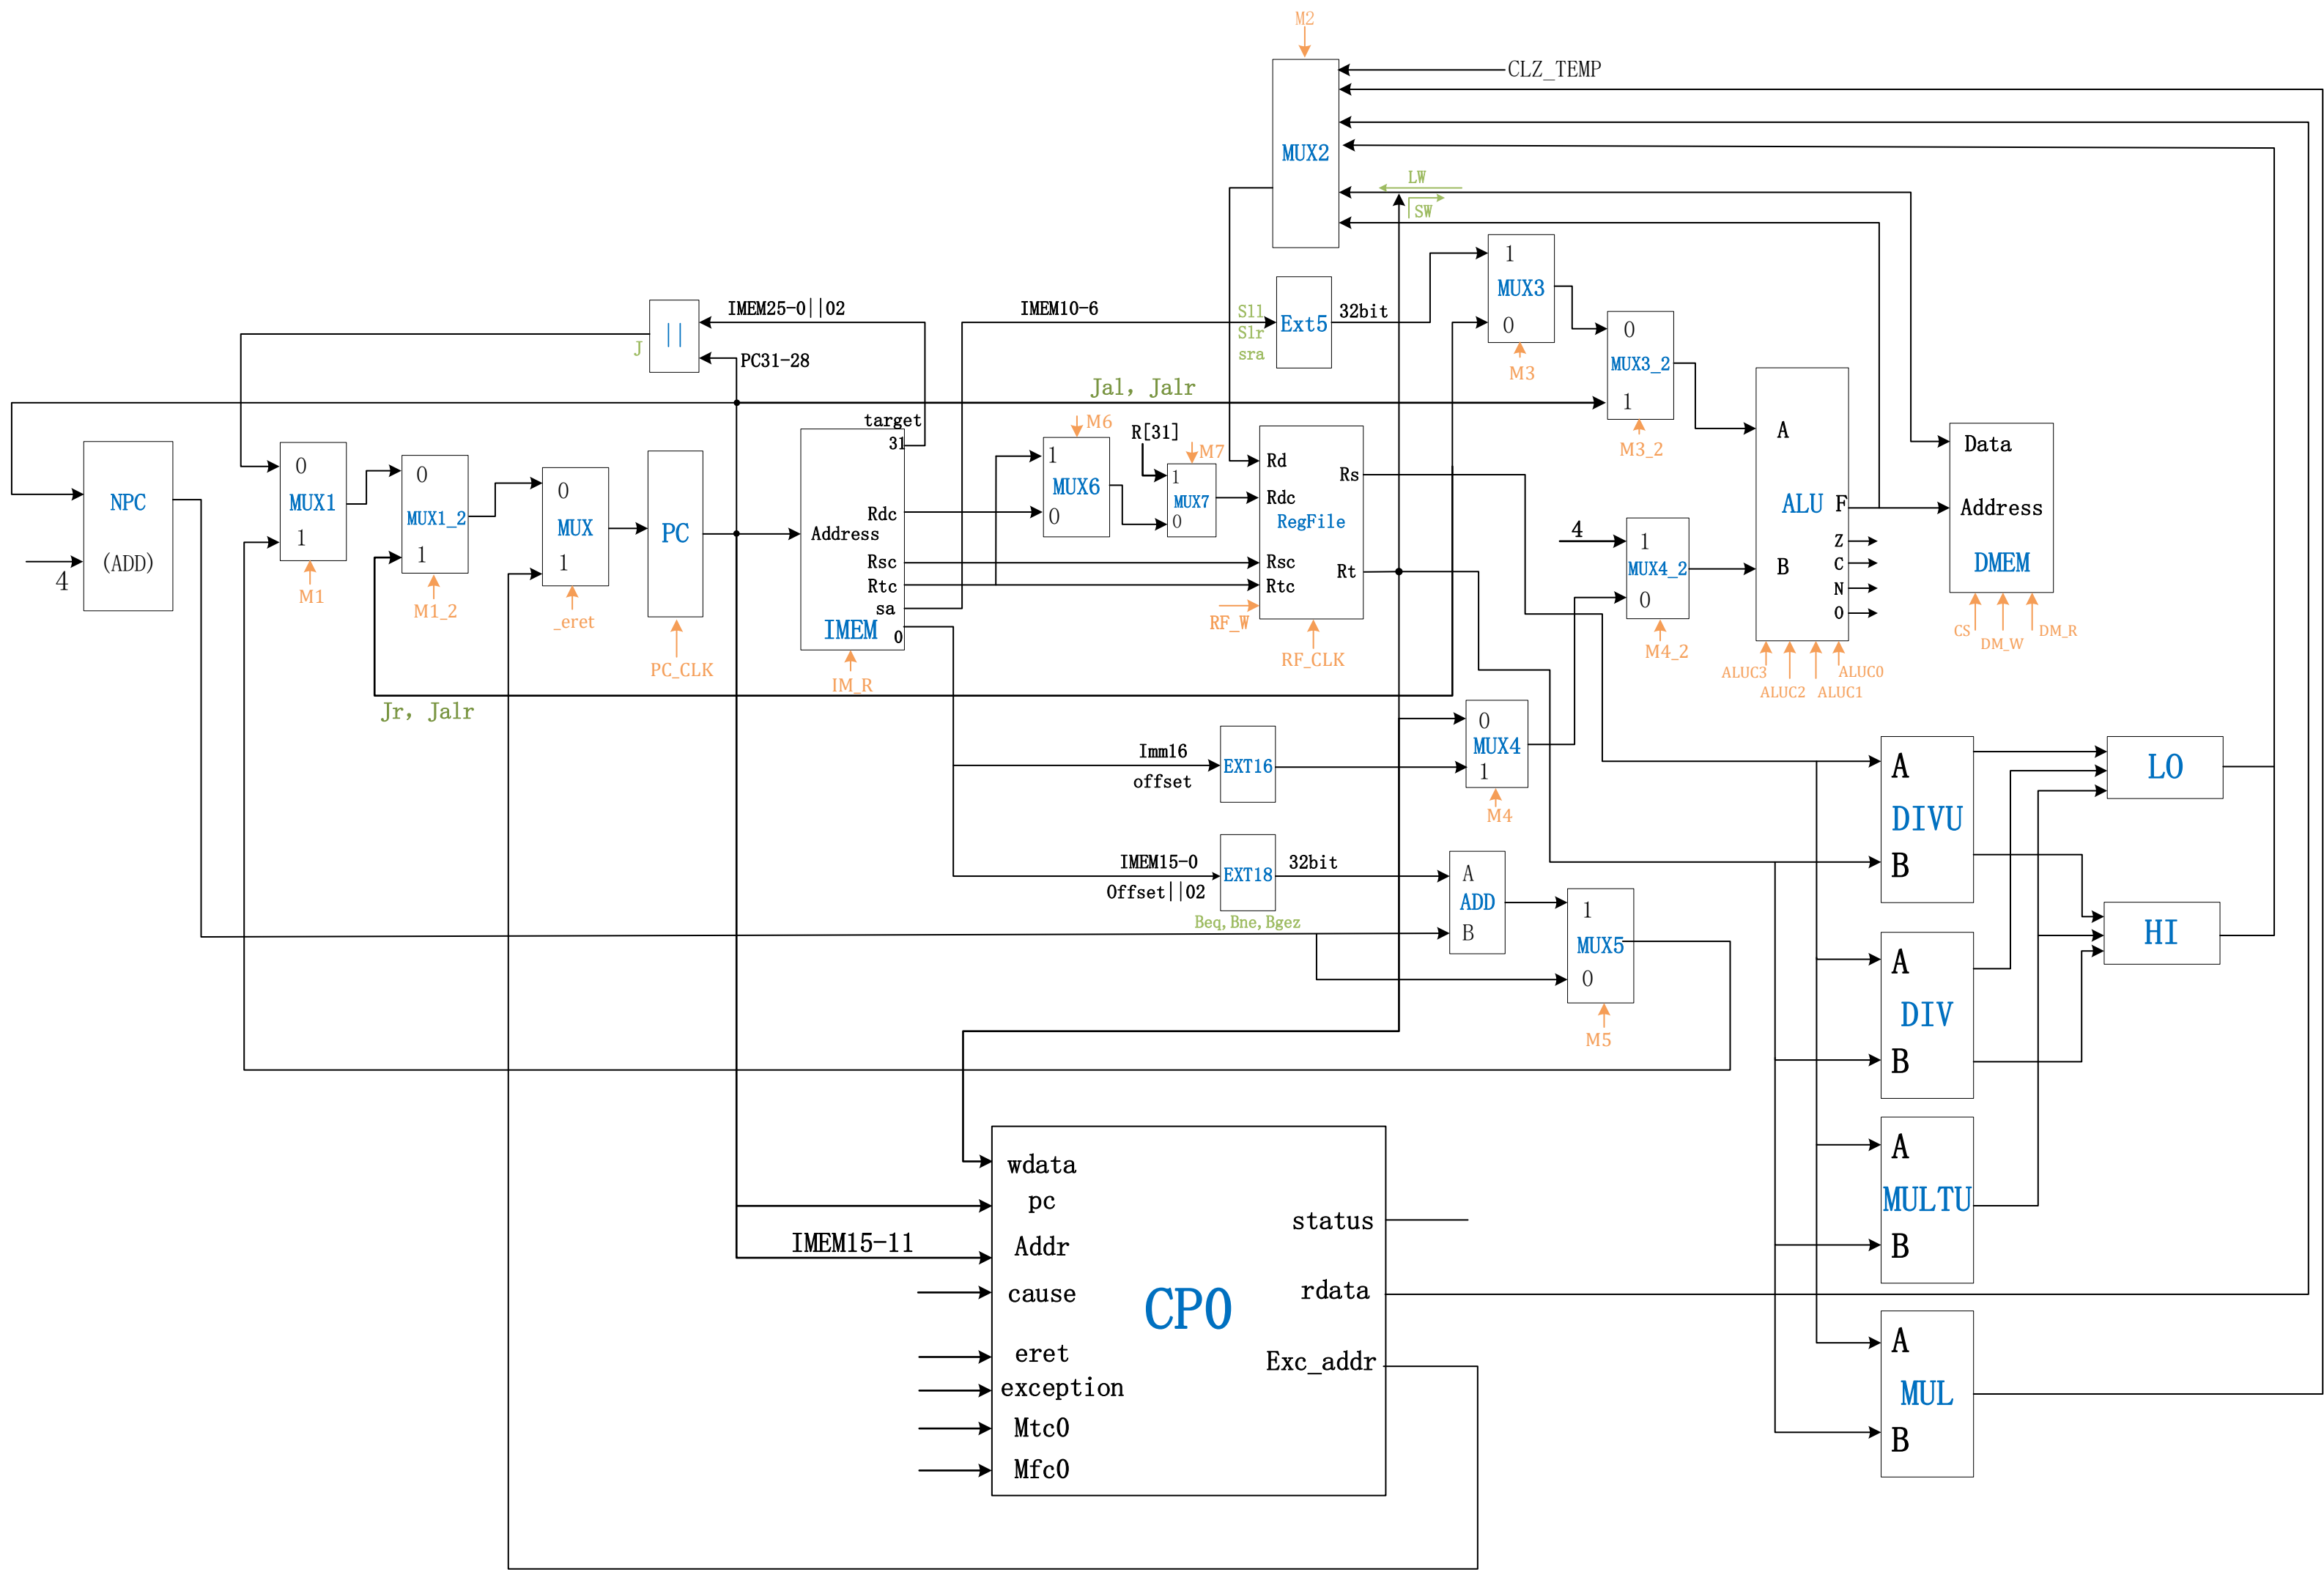 M2
CLZ_TEMP
MUX2
LW
SW
1
MUX3
0
M3
IMEM25-0||02
||
J
PC31-28
IMEM10-6
Sll
Slr
sra
Ext5
32bit
0
MUX3_2
1
M3_2
Jal, Jalr
NPC
(ADD)
4
0
MUX1
1
M1
0
MUX1_2
1
M1_2
0
MUX
1
_eret
PC
PC_CLK
target
31
Rdc
Address
Rsc
Rtc
sa
IMEM
0
IM_R
M6
1
MUX6
0
R[31]
M7
1
MUX7
0
Rd
Rs
Rdc
RegFile
Rsc
Rt
Rtc
RF_W
RF_CLK
4
1
MUX4_2
0
M4_2
A
ALU
F
B
Z
C
N
O
ALUC3
ALUC2
ALUC1
ALUC0
Data
Address
DMEM
CS
DM_W
DM_R
Jr, Jalr
Imm16
offset
EXT16
0
MUX4
1
M4
IMEM15-0
Offset||02
EXT18
32bit
Beq,Bne,Bgez
A
ADD
B
1
MUX5
0
M5
A
DIVU
B
LO
HI
A
DIV
B
A
MULTU
B
A
MUL
B
wdata
pc
IMEM15-11
Addr
cause
eret
exception
Mtc0
Mfc0
CP0
status
rdata
Exc_addr